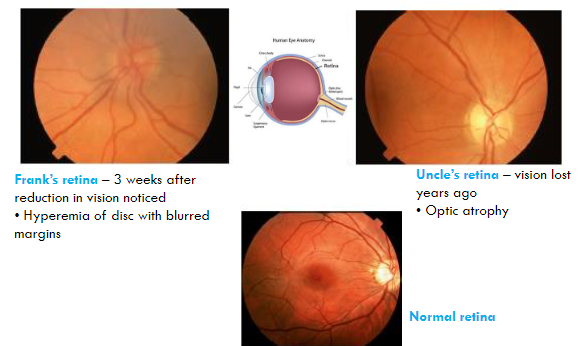 Human Eye Anatomy
Retina
Frank's retina – 3 weeks after
reduction in vision noticed
• Hyperemia of disc with blurred
margins
Uncle's retina – vision lost
years ago
• Optic atrophy
Normal retina